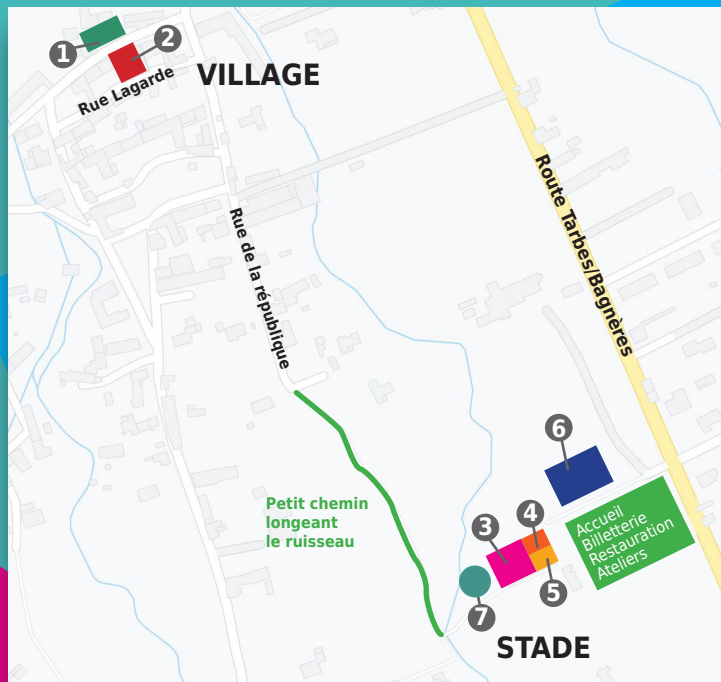 1
2
Rue Lagarde
VILLAGE
Route Tarbes/Bagnères
Rue de la république
6
Petit chemin
longeant
le ruisseau
3
4
Accueil
Billetterie
Restauration
Ateliers
5
7
STADE